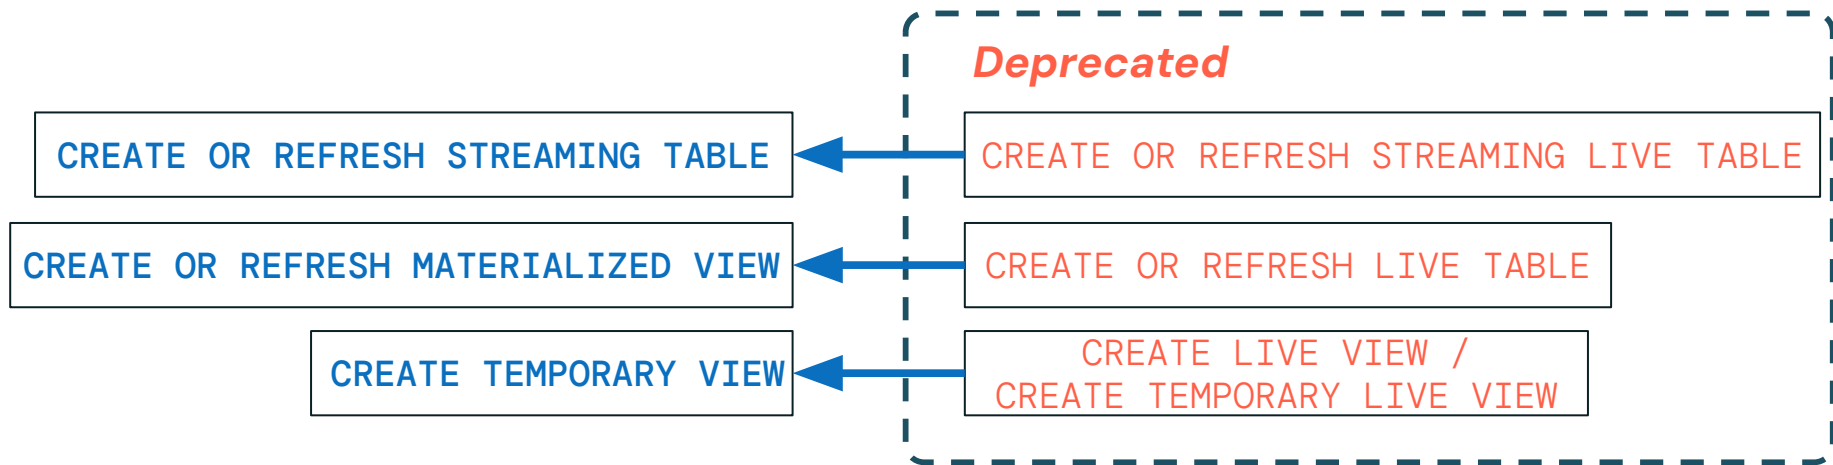 Deprecated
CREATE OR REFRESH STREAMING TABLE
CREATE OR REFRESH STREAMING LIVE TABLE
CREATE OR REFRESH MATERIALIZED VIEW
CREATE OR REFRESH LIVE TABLE
CREATE TEMPORARY VIEW
CREATE LIVE VIEW /
CREATE TEMPORARY LIVE VIEW